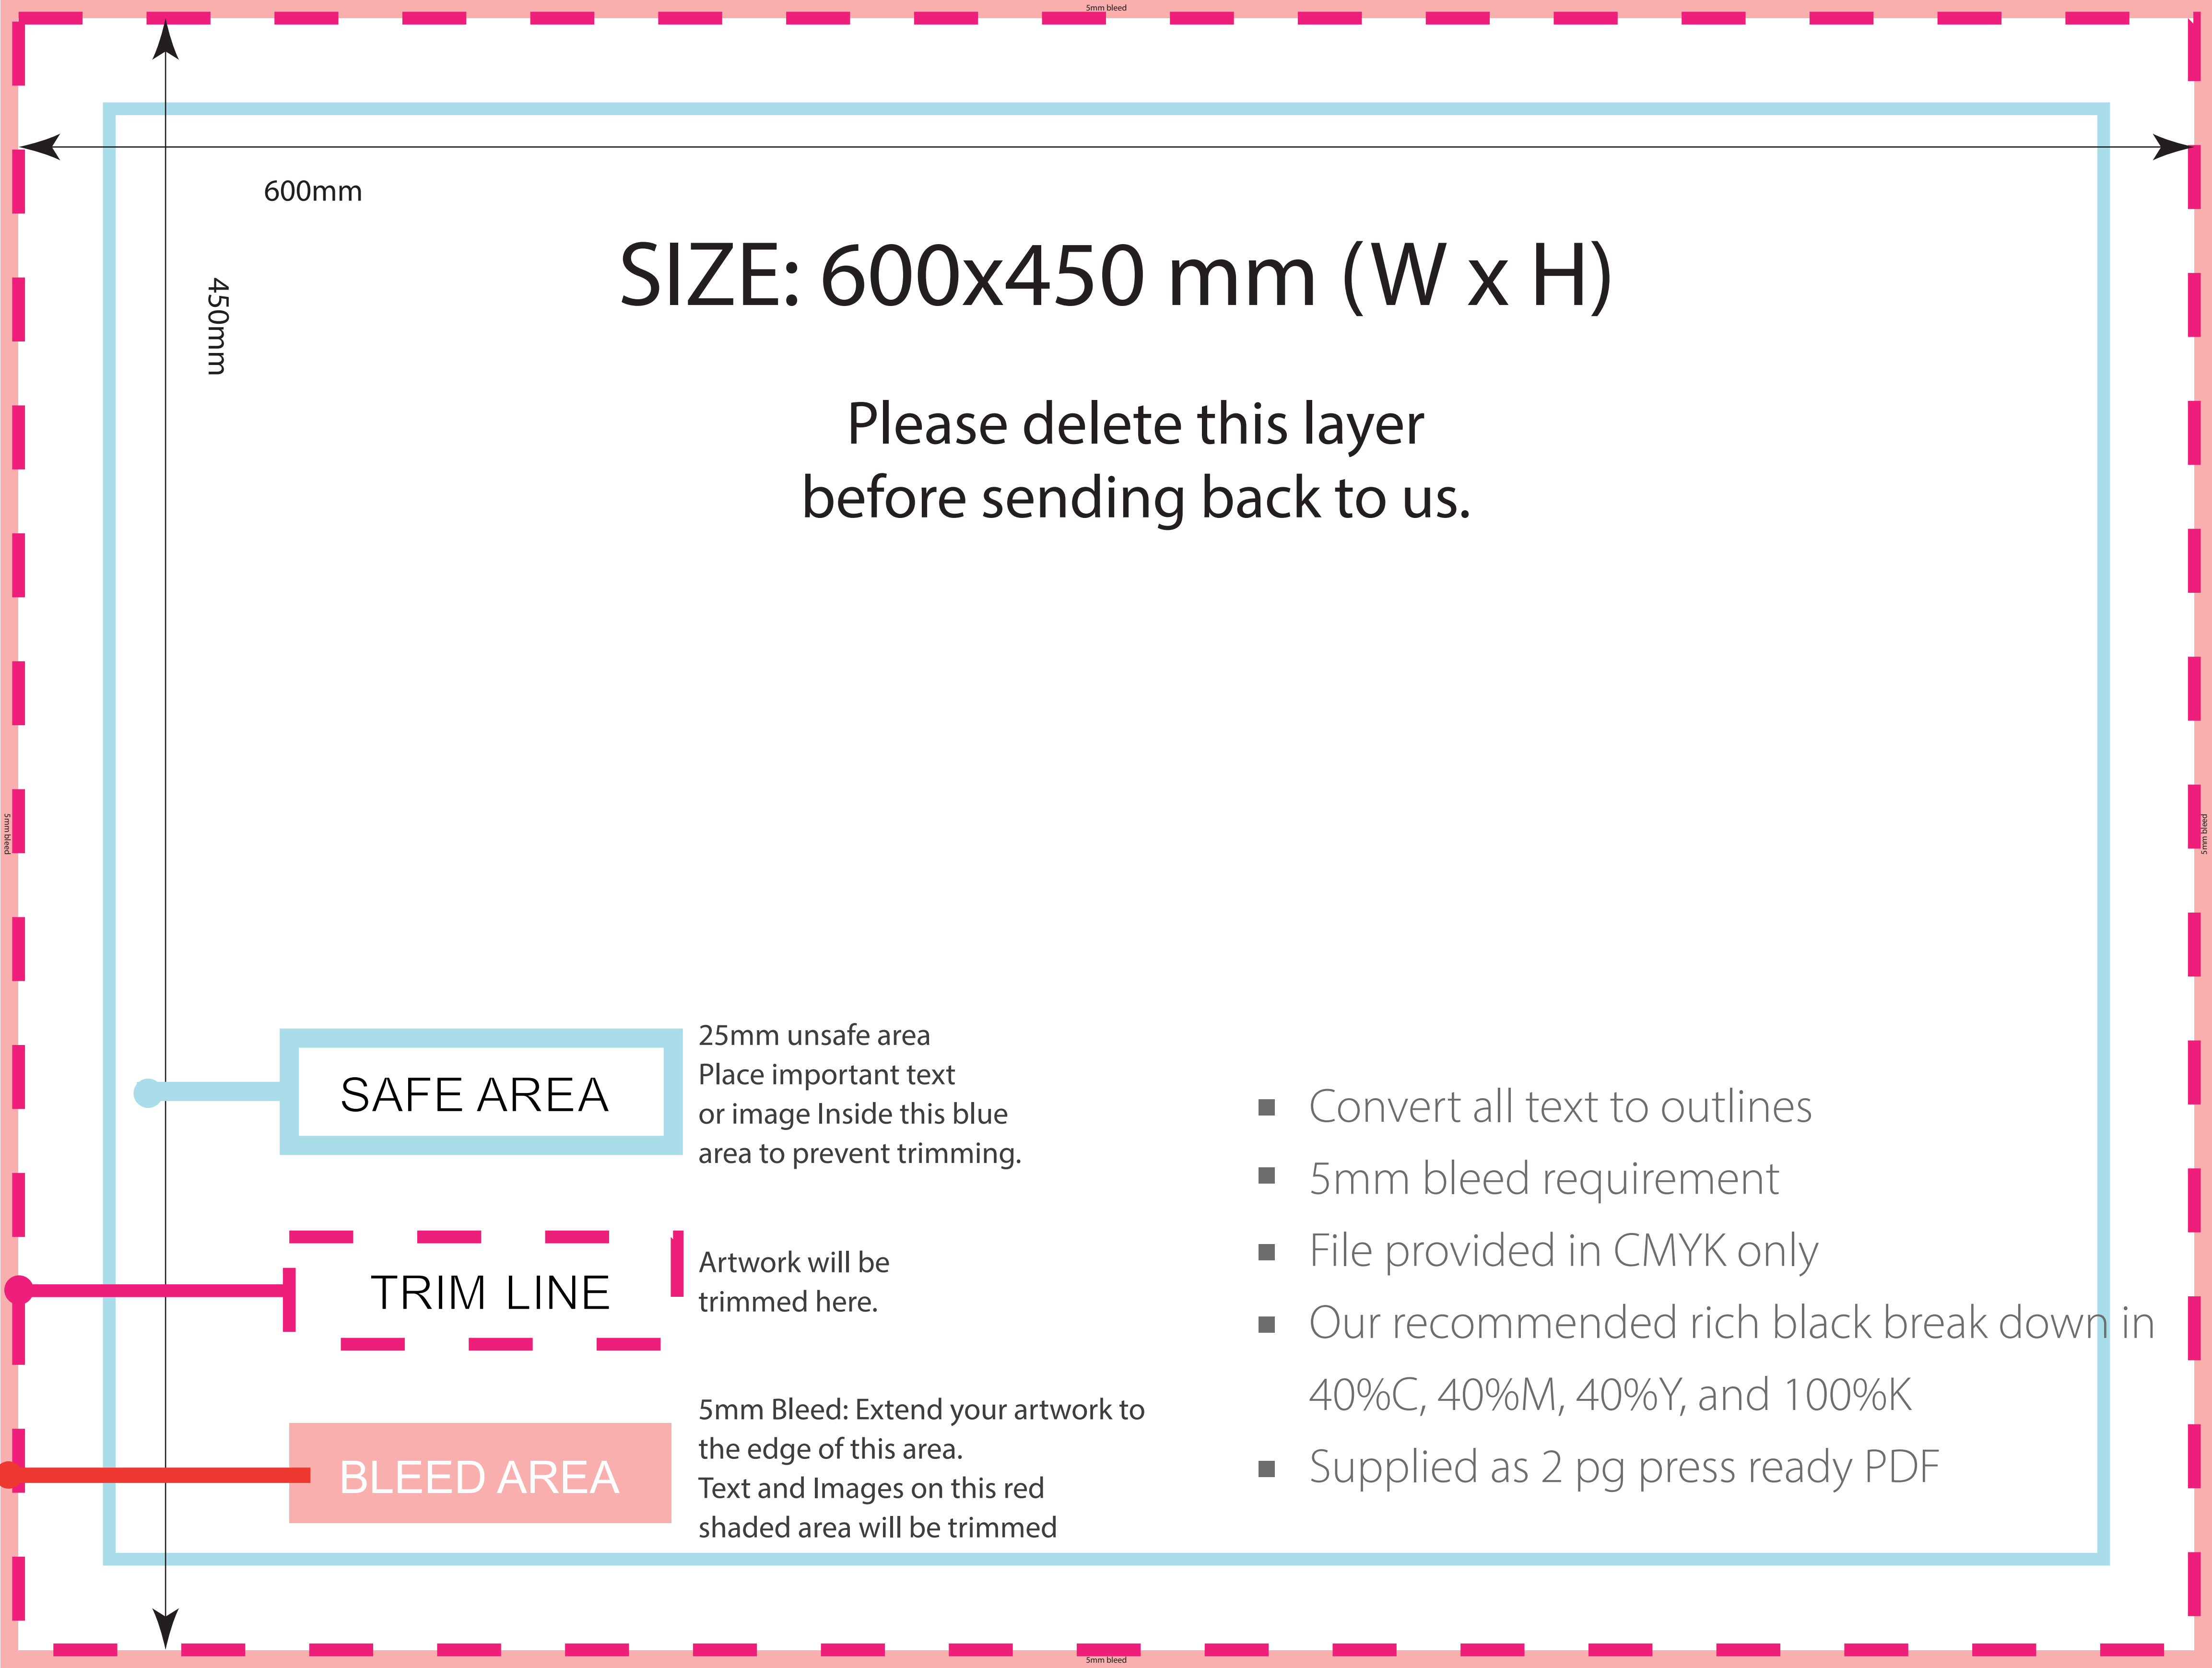 5mm bleed
600mm
450mm
SIZE: 600x450 mm (W x H)
Please delete this layer
before sending back to us.
5mm bleed
5mm bleed
SAFE AREA
25mm unsafe area
Place important text
or image Inside this blue
area to prevent trimming.
TRIM LINE
Artwork will be
trimmed here.
BLEED AREA
5mm Bleed: Extend your artwork to
the edge of this area.
Text and Images on this red
shaded area will be trimmed
■ Convert all text to outlines
■ 5mm bleed requirement
■ File provided in CMYK only
■ Our recommended rich black break down in
40%C, 40%M, 40%Y, and 100%K
■ Supplied as 2 pg press ready PDF
5mm bleed